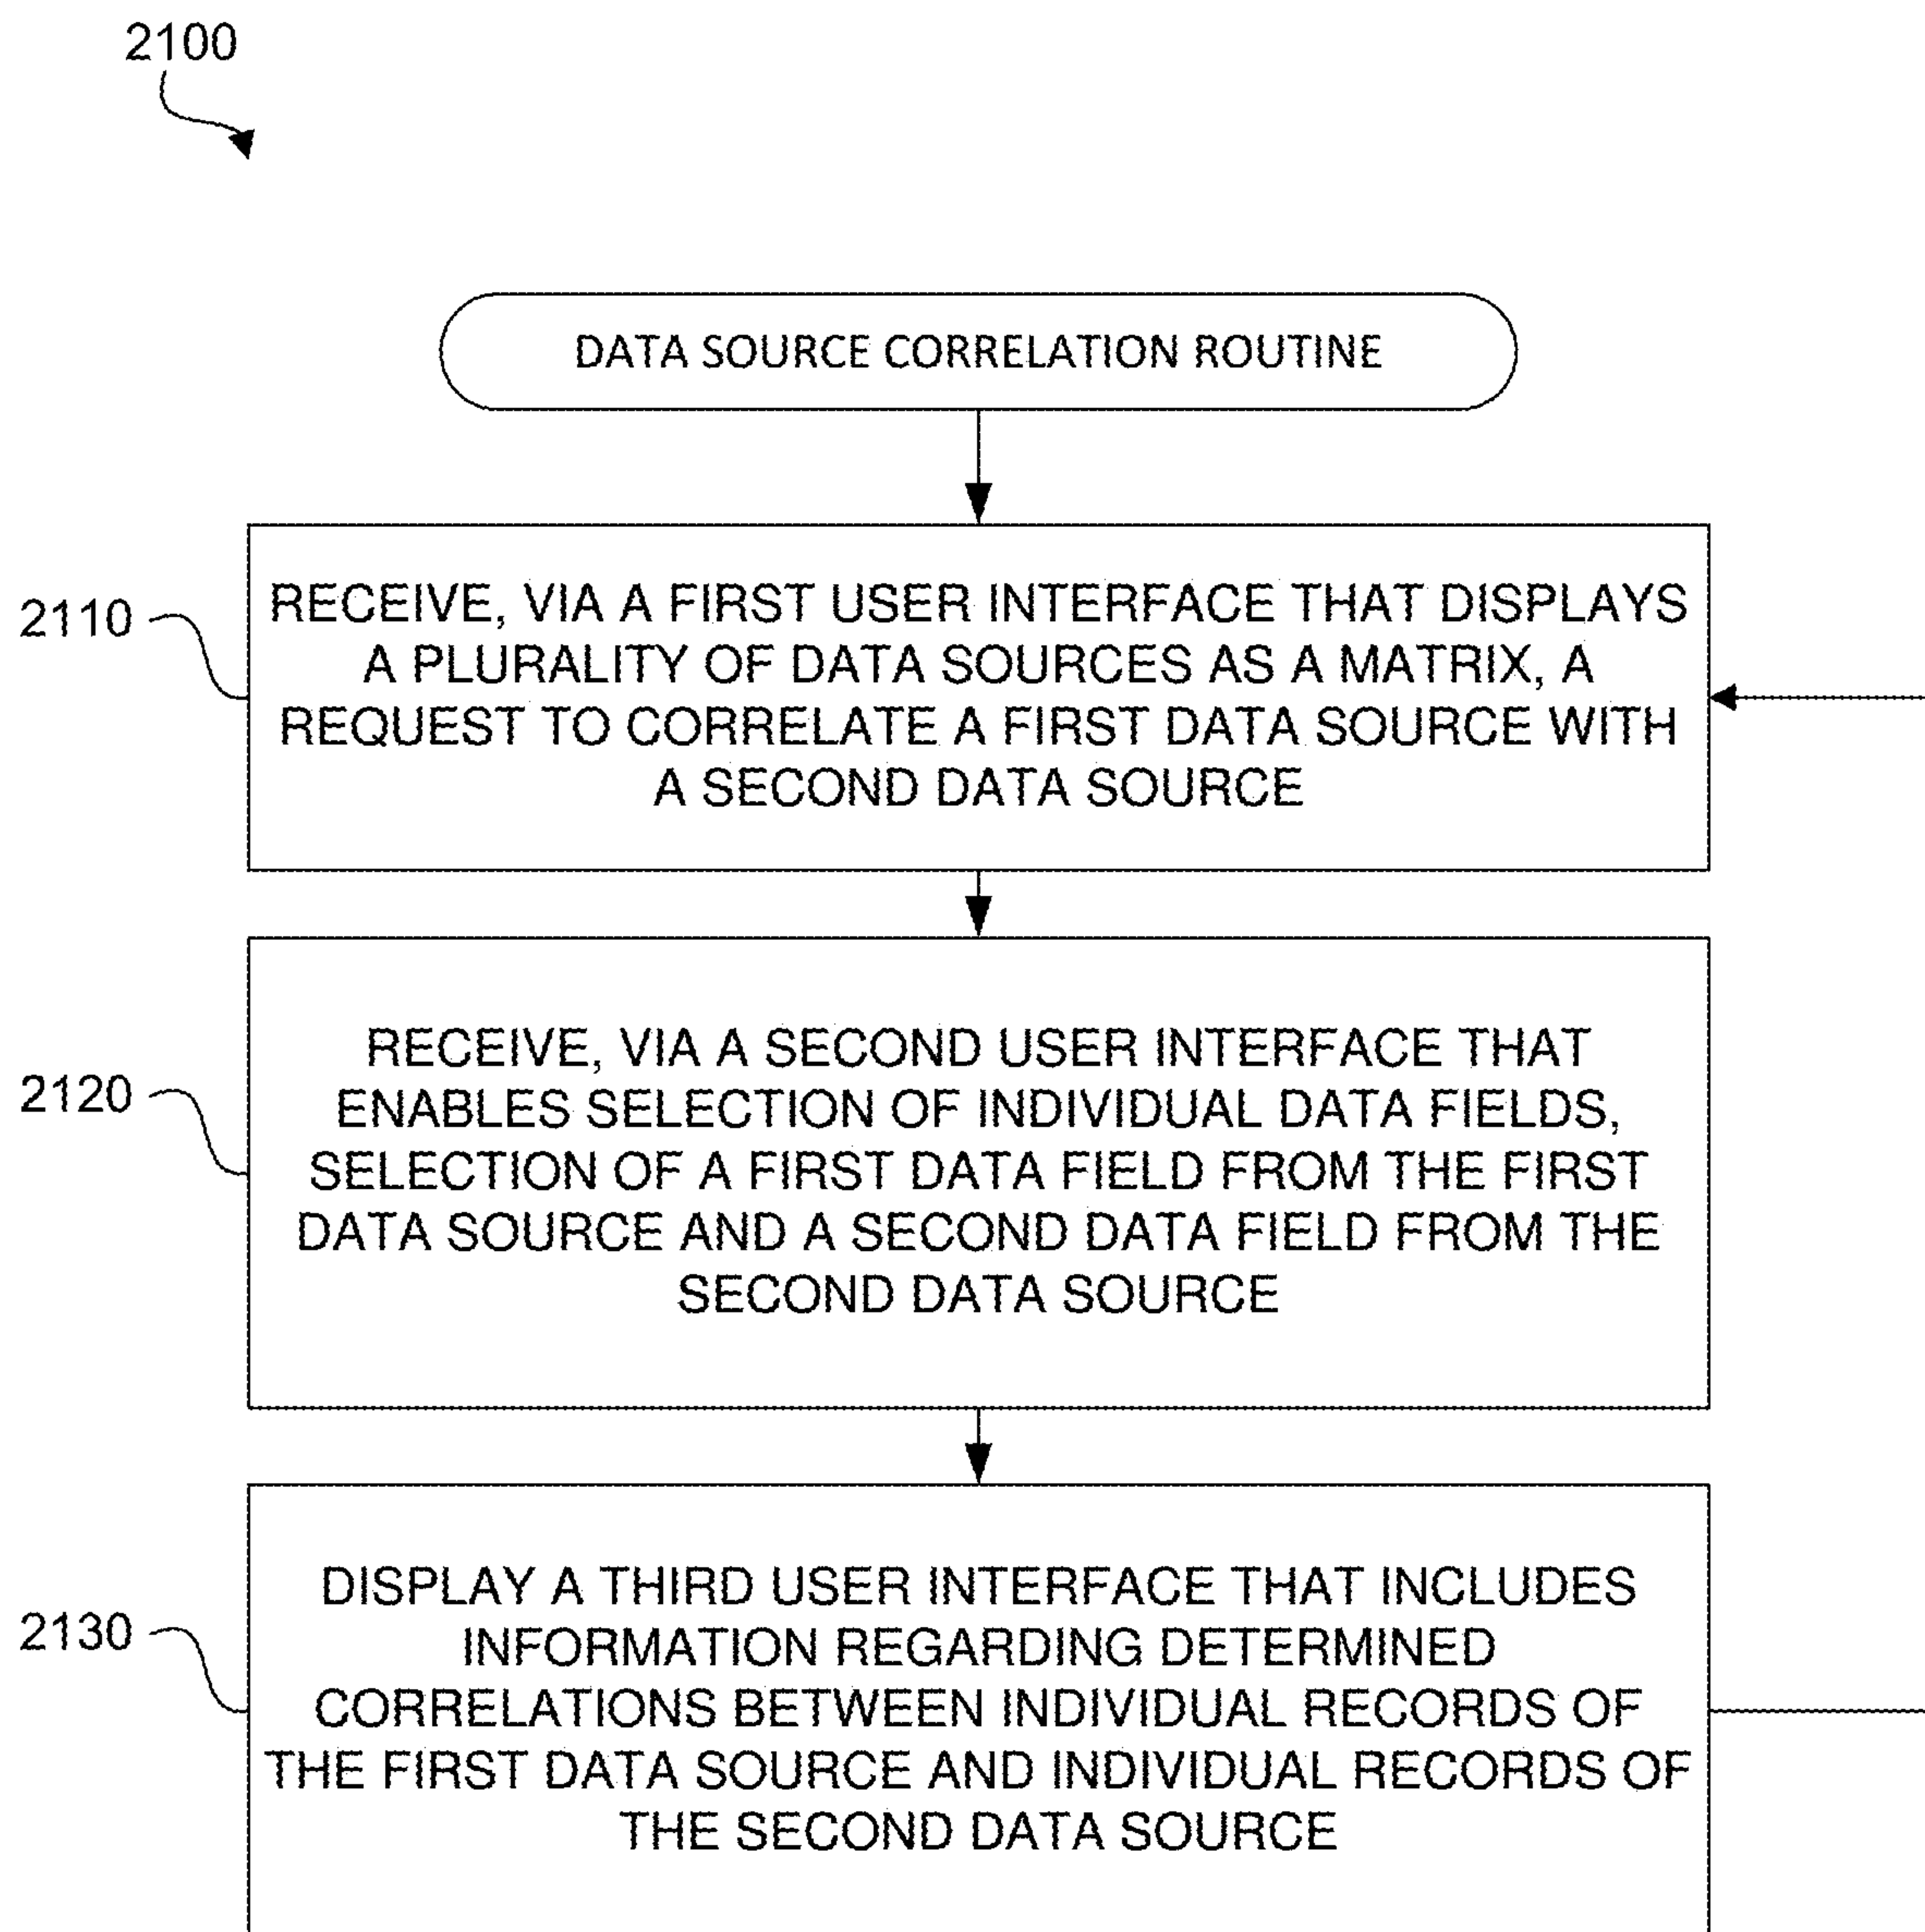 2100
DATA SOURCE CORRELATION ROUTINE
2110
RECEIVE, VIA A FIRST USER INTERFACE THAT DISPLAYS
A PLURALITY OF DATA SOURCES AS A MATRIX, A
REQUEST TO CORRELATE A FIRST DATA SOURCE WITH
A SECOND DATA SOURCE
2120
RECEIVE, VIA A SECOND USER INTERFACE THAT
ENABLES SELECTION OF INDIVIDUAL DATA FIELDS,
SELECTION OF A FIRST DATA FIELD FROM THE FIRST
DATA SOURCE AND A SECOND DATA FIELD FROM THE
SECOND DATA SOURCE
2130
DISPLAY A THIRD USER INTERFACE THAT INCLUDES
INFORMATION REGARDING DETERMINED
CORRELATIONS BETWEEN INDIVIDUAL RECORDS OF
THE FIRST DATA SOURCE AND INDIVIDUAL RECORDS OF
THE SECOND DATA SOURCE